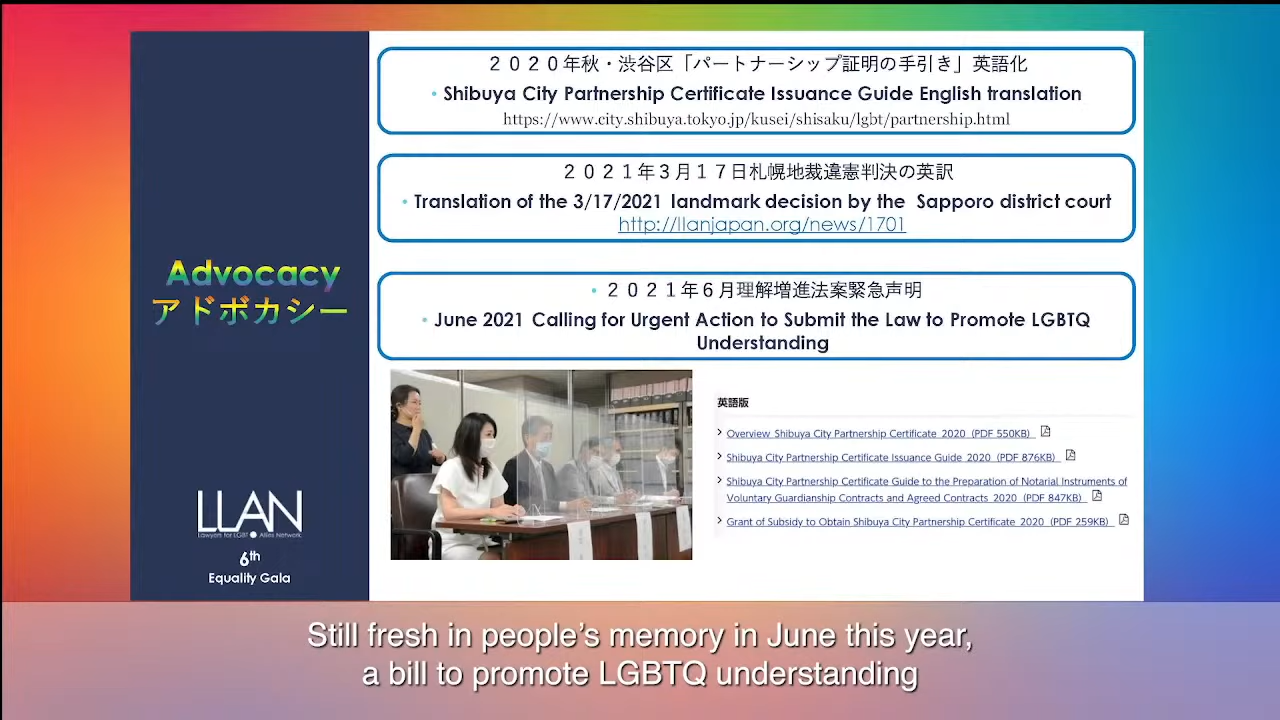 Advocacy
アドボカシー
LLAN
Lawyers for LGBT Allies Network
6th
Equality Gala
２０２０年秋・渋谷区「パートナーシップ証明の手引き」英語化
• Shibuya City Partnership Certificate Issuance Guide English translation
https://www.city.shibuya.tokyo.jp/kusei/shisaku/lgbt/partnership.html
２０２１年３月１７日札幌地裁違憲判決の英訳
• Translation of the 3/17/2021 landmark decision by the Sapporo district court
http://llanjapan.org/news/1701
• ２０２１年６月理解増進法案緊急声明
• June 2021 Calling for Urgent Action to Submit the Law to Promote LGBTQ
Understanding
英語版
Overview Shibuya City Partnership Certificate 2020 (PDF 550KB)
Shibuya City Partnership Certificate Issuance Guide 2020 (PDF 876KB)
Shibuya City Partnership Certificate Guide to the Preparation of Notarial Instruments of
Voluntary Guardianship Contracts and Agreed Contracts 2020 (PDF 847KB)
Grant of Subsidy to Obtain Shibuya City Partnership Certificate 2020 (PDF 259KB)
Still fresh in people's memory in June this year,
a bill to promote LGBTQ understanding